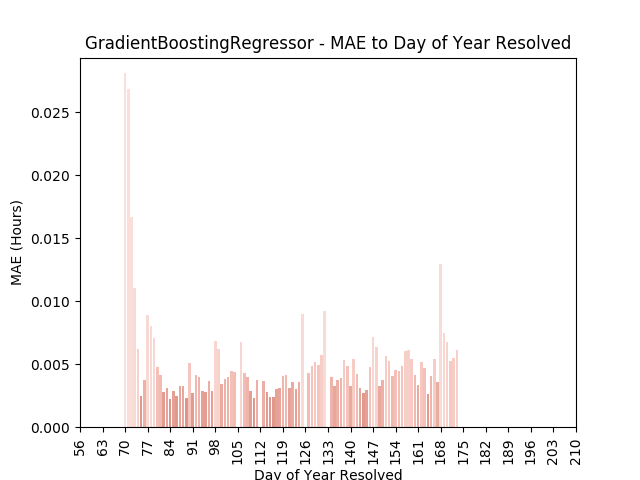 GradientBoostingRegressor - MAE to Day of Year Resolved
MAE (Hours)
0.025
0.020
0.015
0.010
0.005
0.000
56 63 70 77 84 91 98 105 112 119 126 133 140 147 154 161 168 175 182 189 196 203 210
Day of Year Resolved